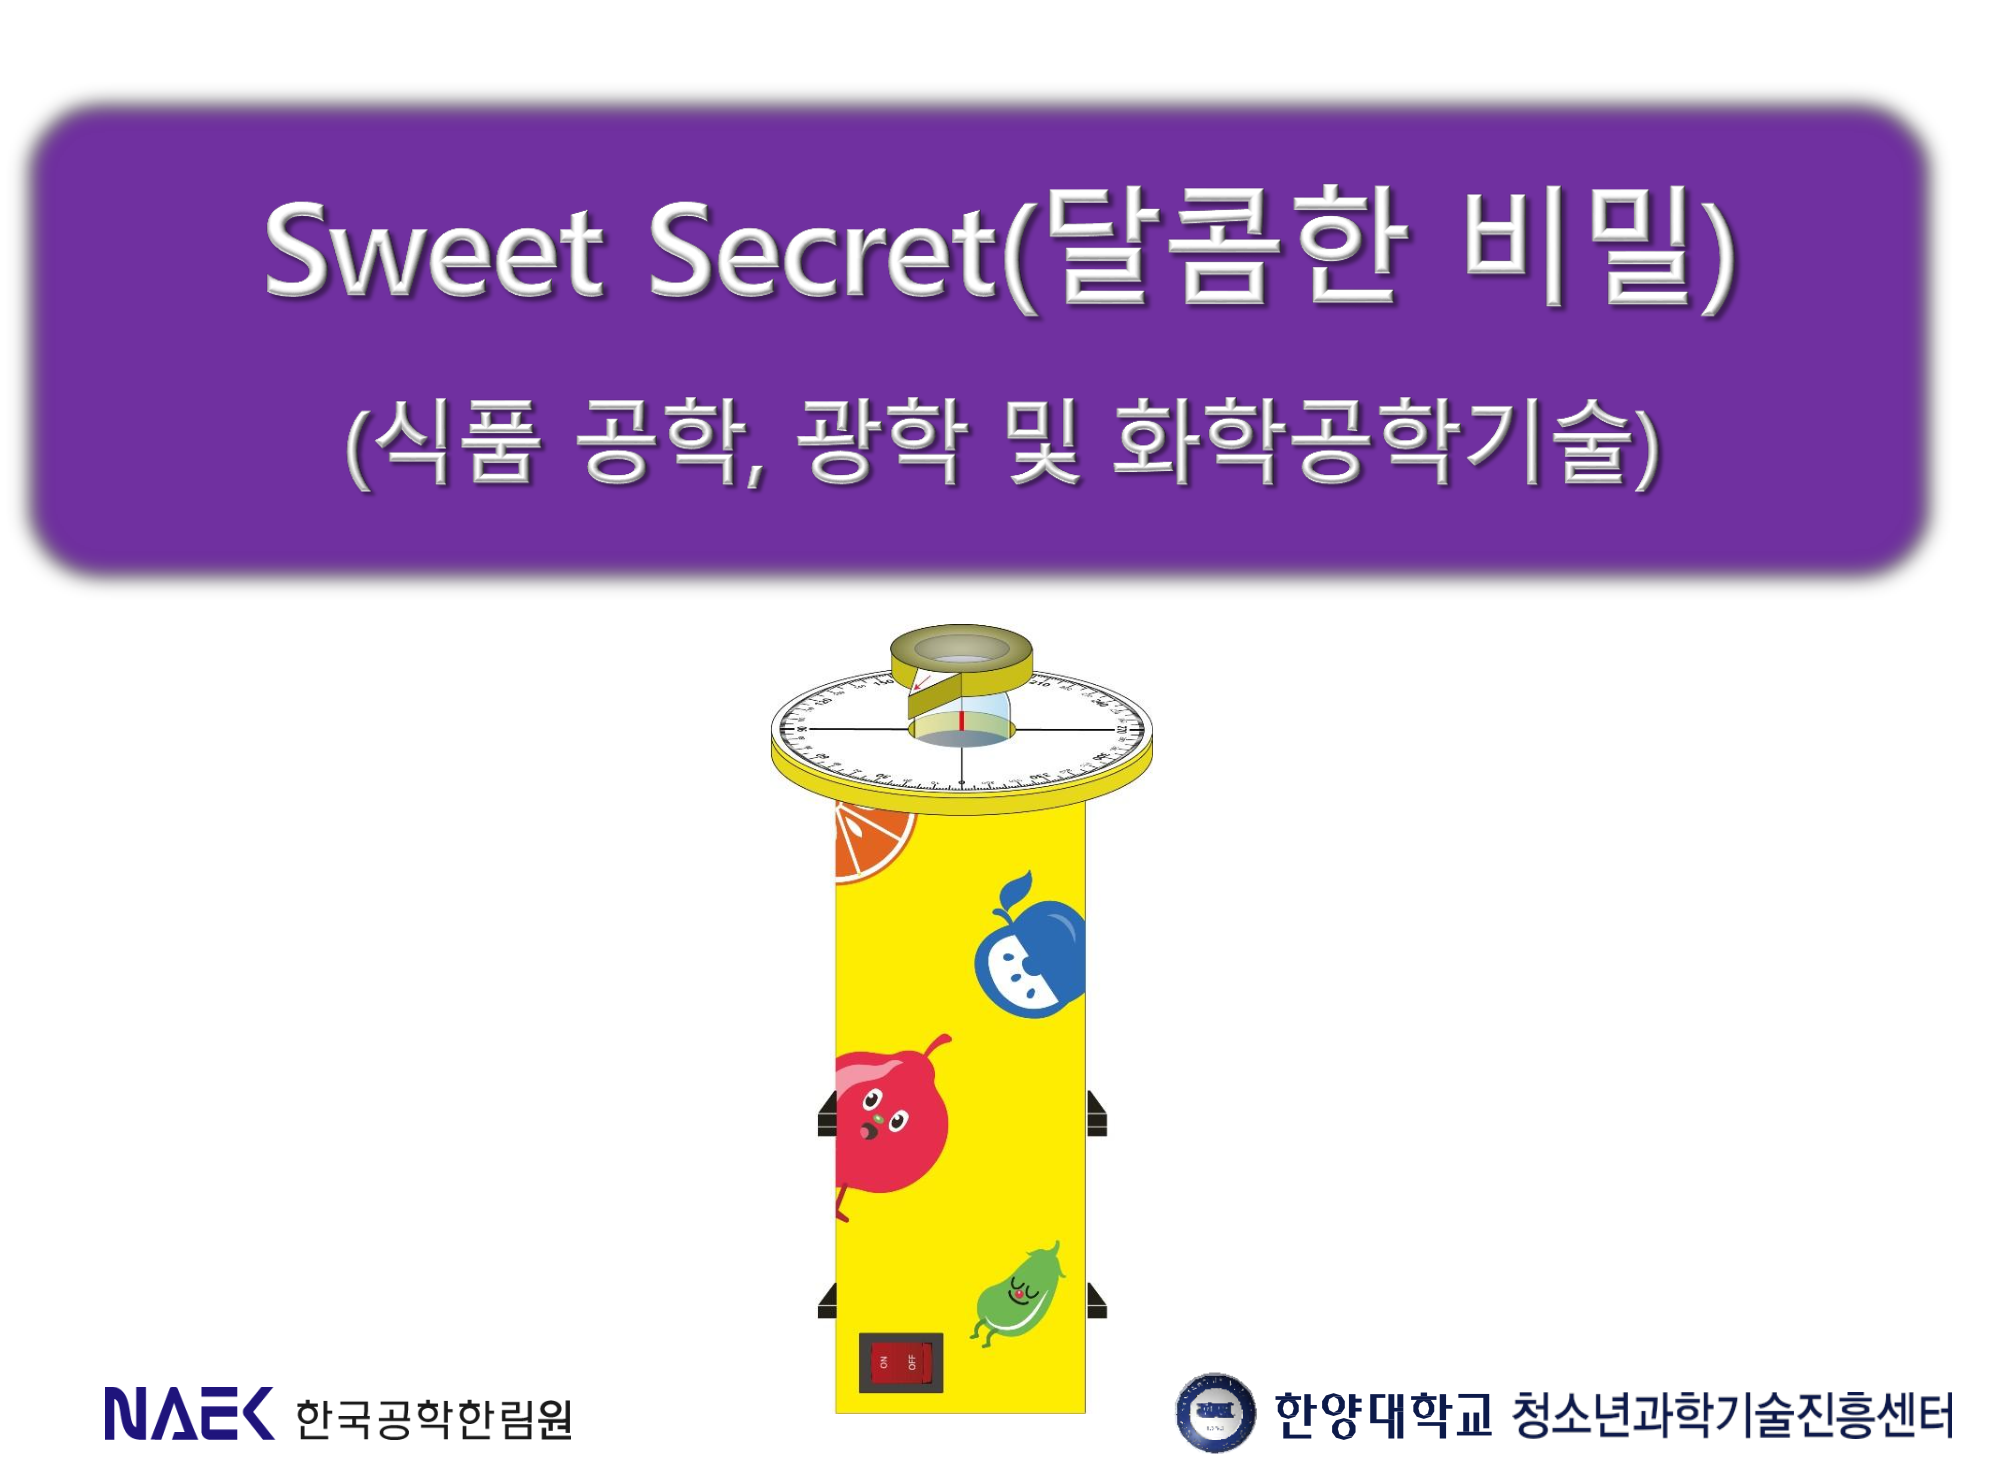 Sweet Secret(달콤한 비밀)
(식품 공학, 광학 및 화학공학기술)
ON OFF
NAEK 한국공학한림원
한양대학교 청소년과학기술진흥센터